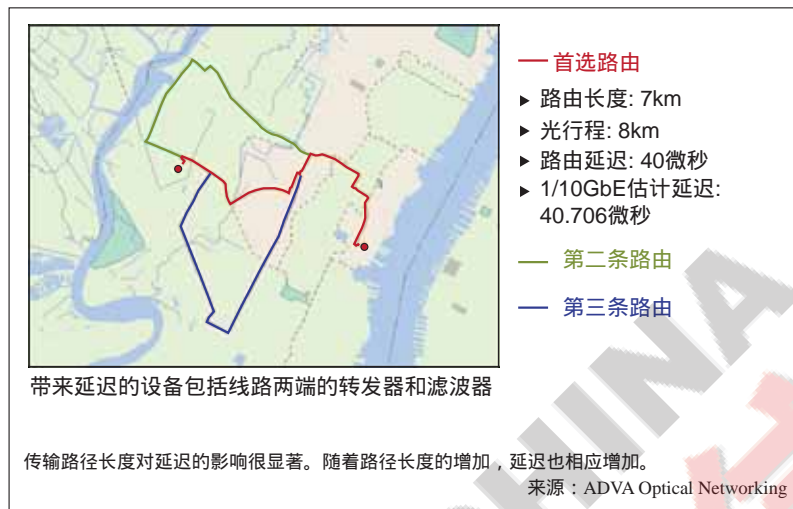 首选路由
▶ 路由长度: 7km
▶ 光行程: 8km
▶ 路由延迟: 40微秒
▶ 1/10GbE估计延迟:
40.706微秒
第二条路由
第三条路由
带来延迟的设备包括线路两端的转发器和滤波器
传输路径长度对延迟的影响很显著。随着路径长度的增加，延迟也相应增加。
来源：ADVA Optical Networking
CHINA